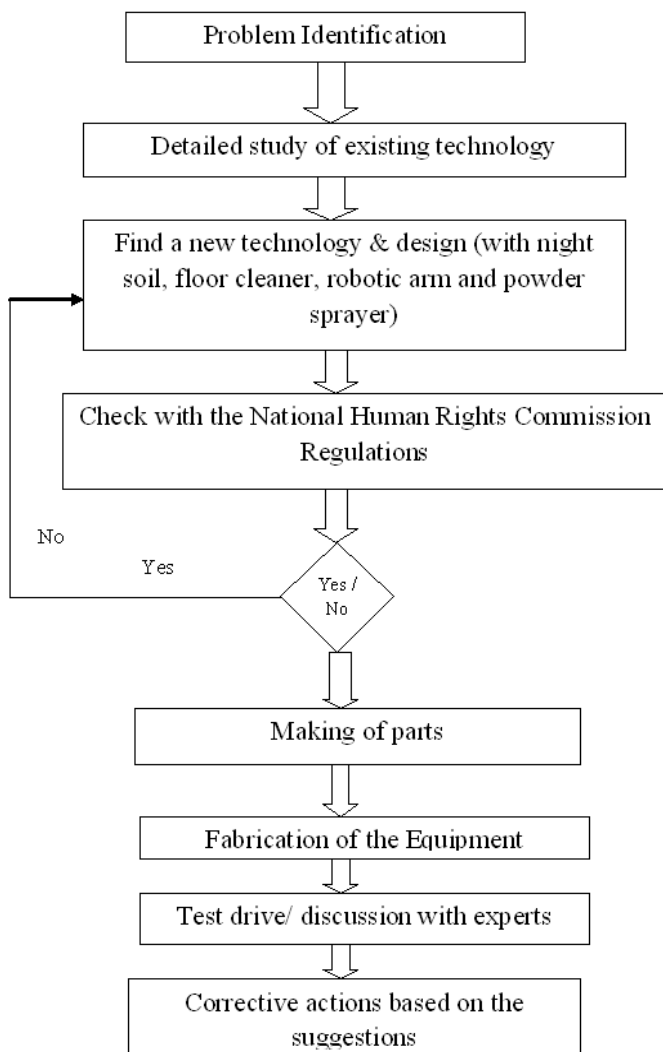 Problem Identification
Detailed study of existing technology
Find a new technology & design (with night
soil, floor cleaner, robotic arm and powder
sprayer)
Check with the National Human Rights Commission
Regulations
No
Yes
Yes /
No
Making of parts
Fabrication of the Equipment
Test drive/ discussion with experts
Corrective actions based on the
suggestions